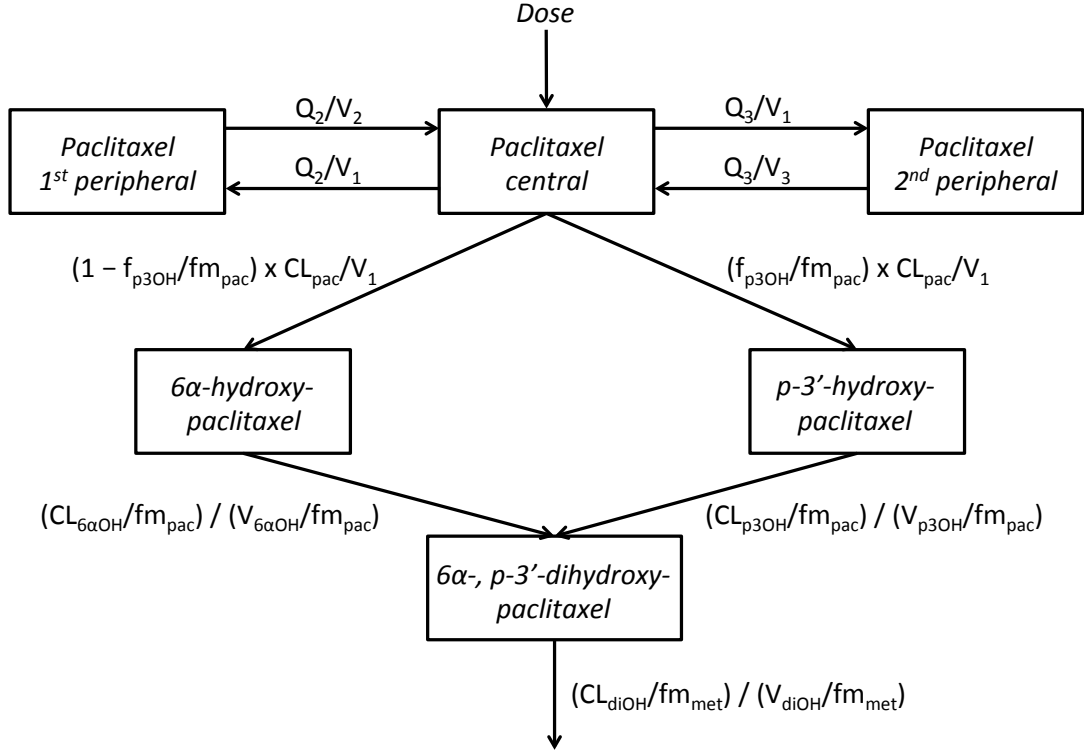 Dose
Q₂/V₂
Q₃/V₁
Paclitaxel
1ˢᵗ peripheral
Paclitaxel
central
Paclitaxel
2ⁿᵈ peripheral
Q₂/V₁
Q₃/V₃
(1 − fₚ₃OH/fmₚₐc) x CLₚₐc/V₁
(fₚ₃OH/fmₚₐc) x CLₚₐc/V₁
6α-hydroxy-
paclitaxel
p-3’-hydroxy-
paclitaxel
(CL₆αOH/fmₚₐc) / (V₆αOH/fmₚₐc)
(CLₚ₃OH/fmₚₐc) / (Vₚ₃OH/fmₚₐc)
6α-, p-3’-dihydroxy-
paclitaxel
(CLdiOH/fmmet) / (VdiOH/fmmet)